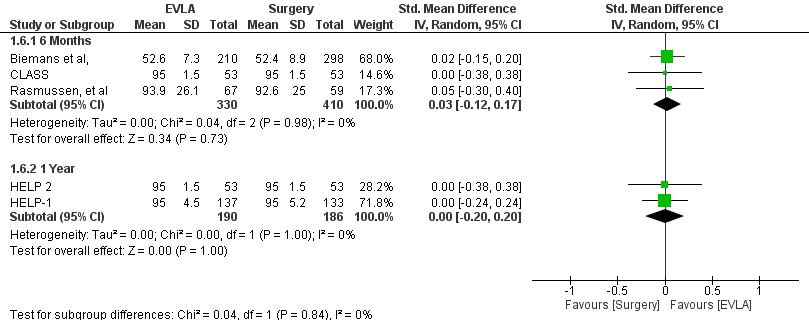 EVLA Surgery Std. Mean Difference Std. Mean Difference
Study or Subgroup Mean SD Total Mean SD Total Weight IV, Random, 95% CI IV, Random, 95% CI
1.6.1 6 Months
Biemans et al, 52.6 7.3 210 52.4 8.9 298 68.0% 0.02 [-0.15, 0.20]
CLASS 95 1.5 53 95 1.5 53 14.6% 0.00 [-0.38, 0.38]
Rasmussen, et al 93.9 26.1 67 92.6 25 59 17.3% 0.05 [-0.30, 0.40]
Subtotal (95% CI) 330 410 100.0% 0.03 [-0.12, 0.17]
Heterogeneity: Tau² = 0.00; Chi² = 0.04, df = 2 (P = 0.98); I² = 0%
Test for overall effect: Z = 0.34 (P = 0.73)
1.6.2 1 Year
HELP 2 95 1.5 53 95 1.5 53 28.2% 0.00 [-0.38, 0.38]
HELP-1 95 4.5 137 95 5.2 133 71.8% 0.00 [-0.24, 0.24]
Subtotal (95% CI) 190 186 100.0% 0.00 [-0.20, 0.20]
Heterogeneity: Tau² = 0.00; Chi² = 0.00, df = 1 (P = 1.00); I² = 0%
Test for overall effect: Z = 0.00 (P = 1.00)
-1 -0.5 0 0.5 1
Favours [Surgery] Favours [EVLA]
Test for subgroup differences: Chi² = 0.04, df = 1 (P = 0.84), I² = 0%